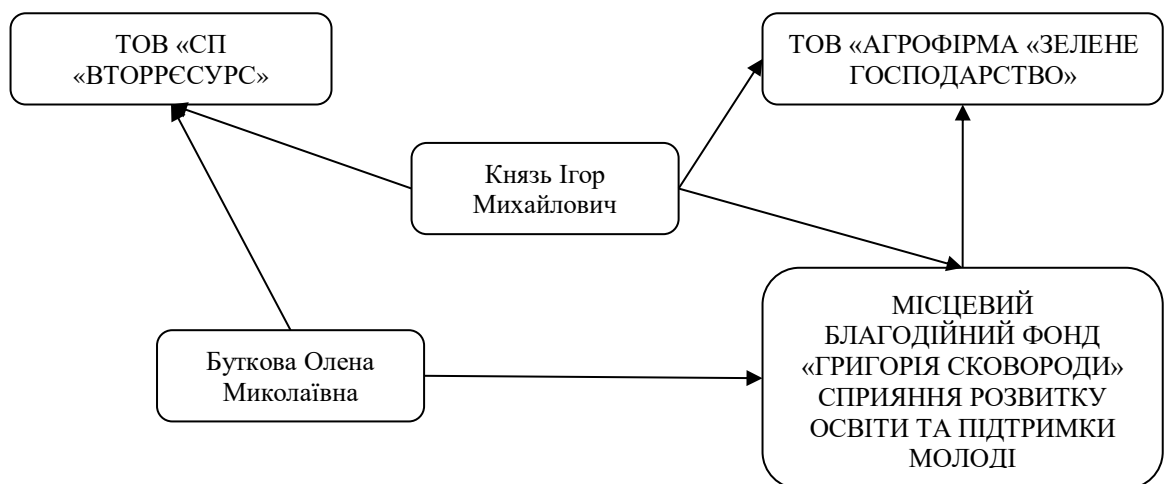 ТОВ «СП
«ВТОРРЄСУРС»
ТОВ «АГРОФІРМА «ЗЕЛЕНЕ
ГОСПОДАРСТВО»
Князь Ігор
Михайлович
Буткова Олена
Миколаївна
МІСЦЕВИЙ
БЛАГОДІЙНИЙ ФОНД
«ГРИГОРІЯ СКОВОРОДИ»
СПРИЯННЯ РОЗВИТКУ
ОСВІТИ ТА ПІДТРИМКИ
МОЛОДІ